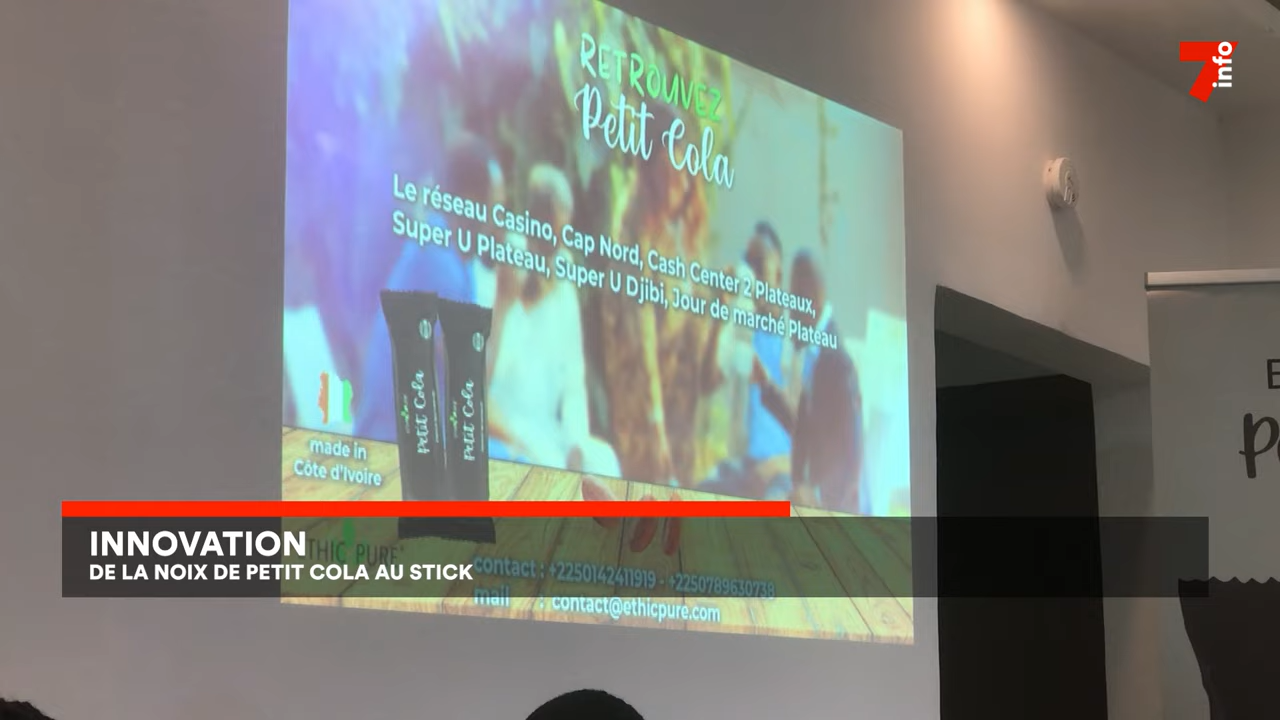 7info
RETROUVEZ
Petit Cola
Le réseau Casino, Cap Nord, Cash Center 2 Plateaux,
Super U Plateau, Super U Djibi, Jour de marché Plateau
Petit Cola
Petit Cola
made in
Côte d'Ivoire
INNOVATION
DE LA NOIX DE PETIT COLA AU STICK
THIC PURE
contact : +2250142411919 - +2250789630738
mail : contact@ethicpure.com